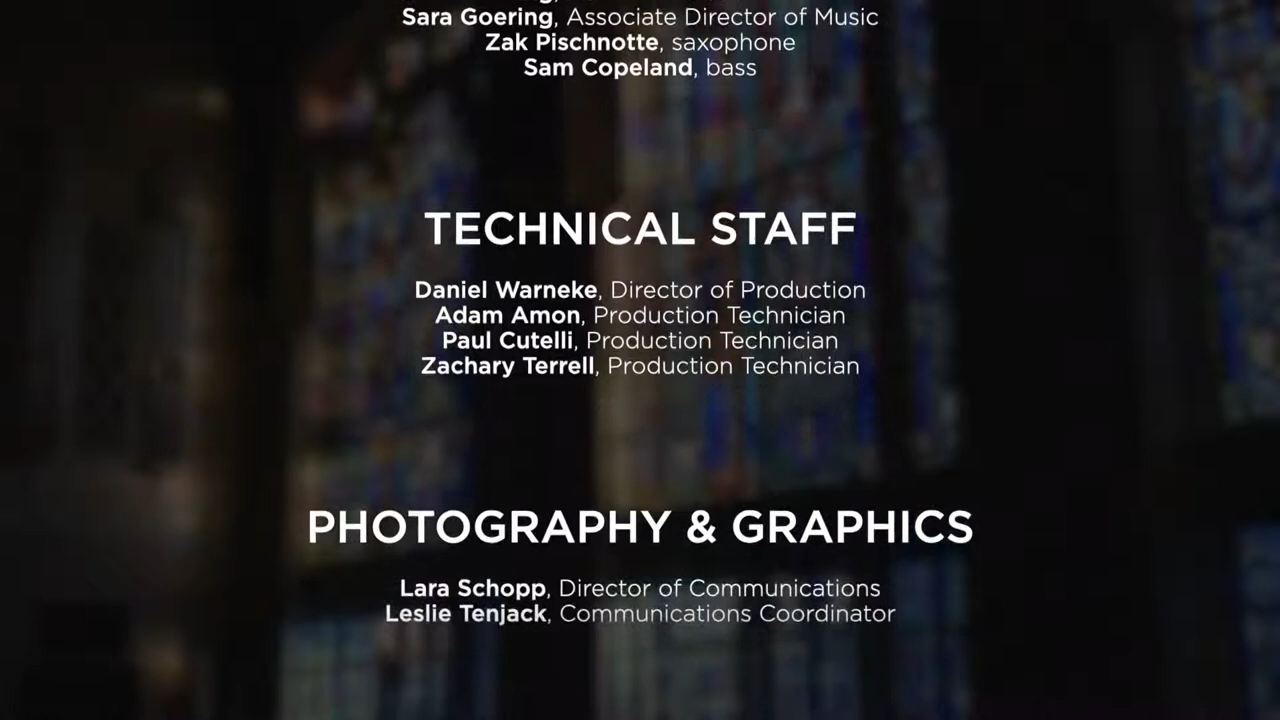 Sara Goering, Associate Director of Music
Zak Pischnotte, saxophone
Sam Copeland, bass
TECHNICAL STAFF
Daniel Warneke, Director of Production
Adam Amon, Production Technician
Paul Cutelli, Production Technician
Zachary Terrell, Production Technician
PHOTOGRAPHY & GRAPHICS
Lara Schopp, Director of Communications
Leslie Tenjack, Communications Coordinator